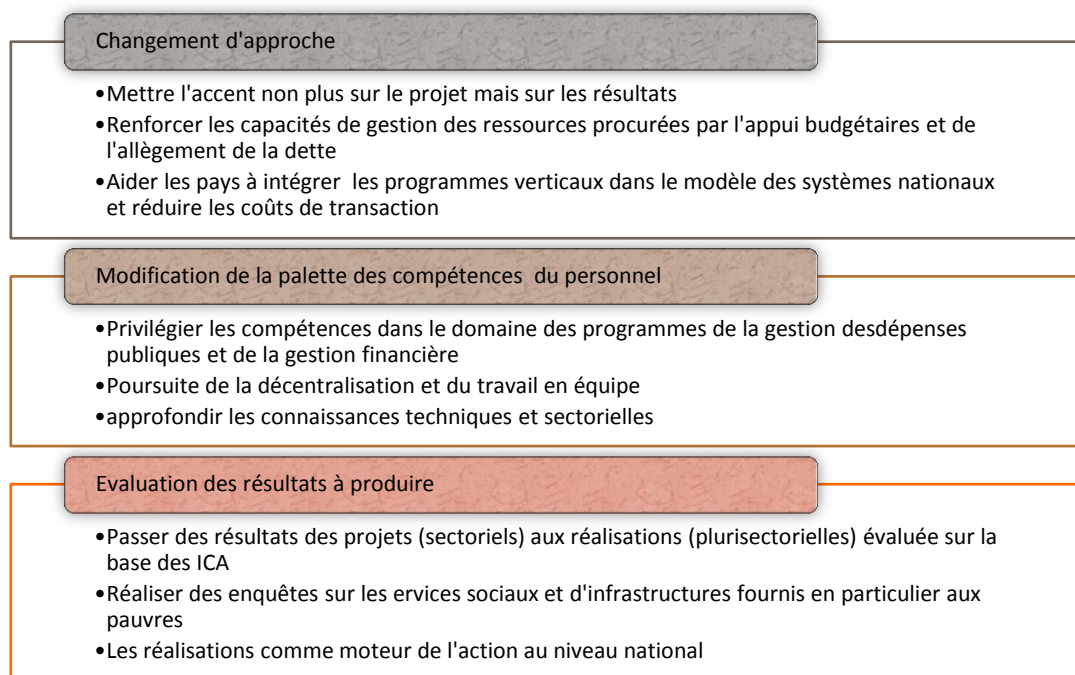 Changement d'approche
•Mettre l'accent non plus sur le projet mais sur les résultats
•Renforcer les capacités de gestion des ressources procurées par l'appui budgétaires et de
l'allègement de la dette
•Aider les pays à intégrer  les programmes verticaux dans le modèle des systèmes nationaux
et réduire les coûts de transaction
Modification de la palette des compétences  du personnel
•Privilégier les compétences dans le domaine des programmes de la gestion desdépenses
publiques et de la gestion financière
•Poursuite de la décentralisation et du travail en équipe
•approfondir les connaissances techniques et sectorielles
Evaluation des résultats à produire
•Passer des résultats des projets (sectoriels) aux réalisations (plurisectorielles) évaluée sur la
base des ICA
•Réaliser des enquêtes sur les ervices sociaux et d'infrastructures fournis en particulier aux
pauvres
•Les réalisations comme moteur de l'action au niveau national